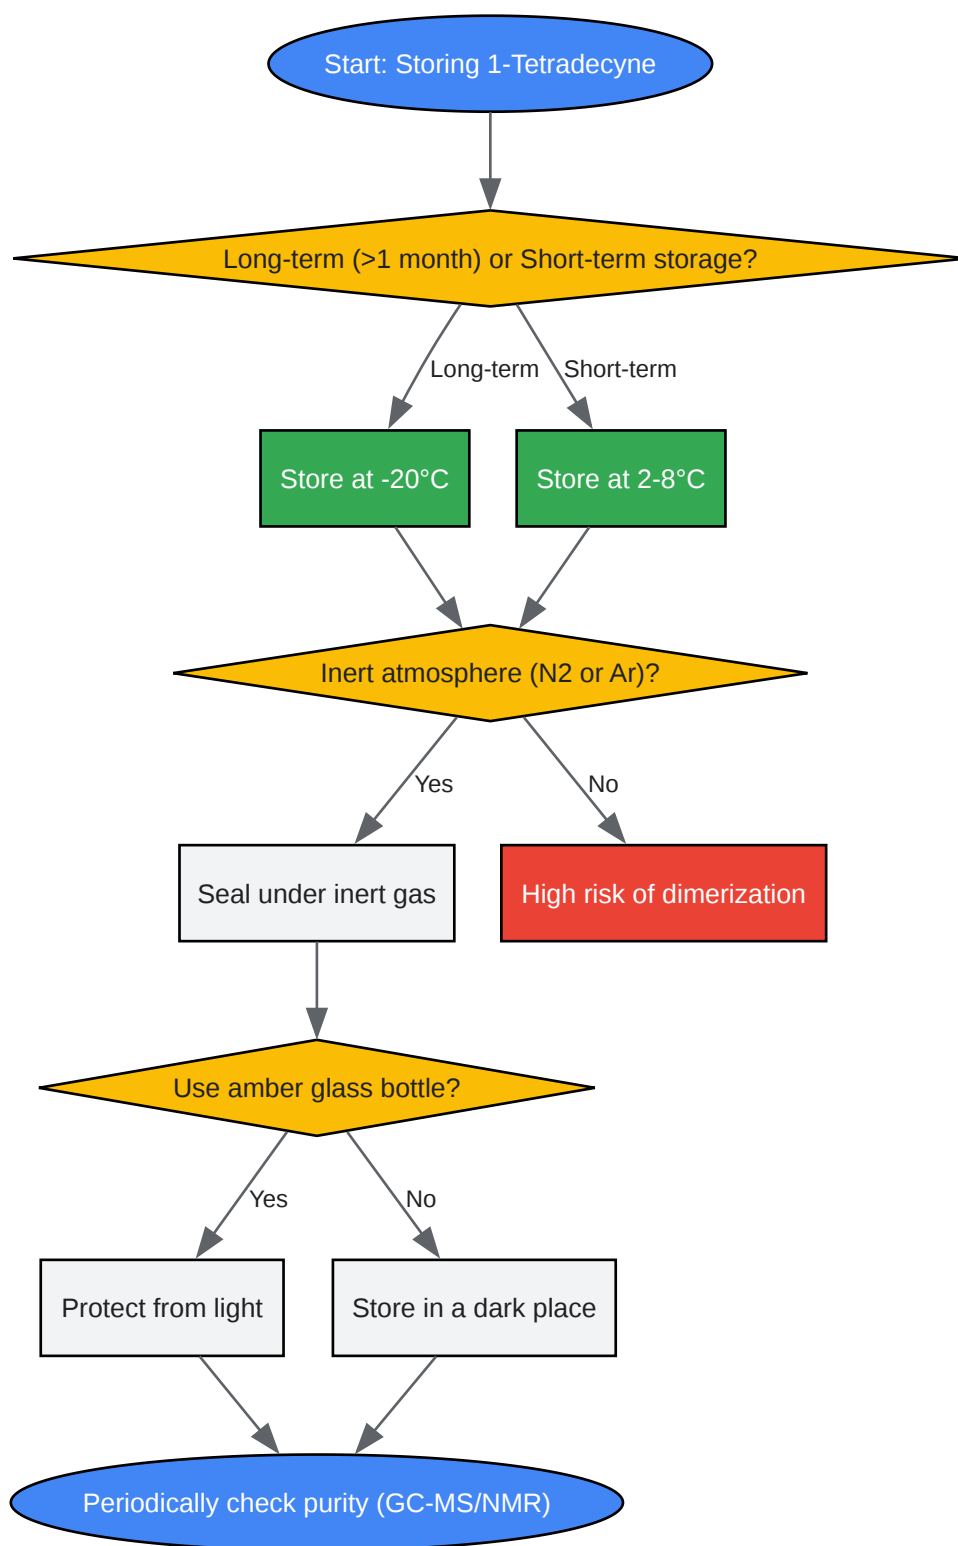 Start: Storing 1-Tetradecyne
Long-term (>1 month) or Short-term storage?
Long-term
Short-term
Store at -20°C
Store at 2-8°C
Inert atmosphere (N2 or Ar)?
Yes
No
Seal under inert gas
High risk of dimerization
Use amber glass bottle?
Yes
No
Protect from light
Store in a dark place
Periodically check purity (GC-MS/NMR)